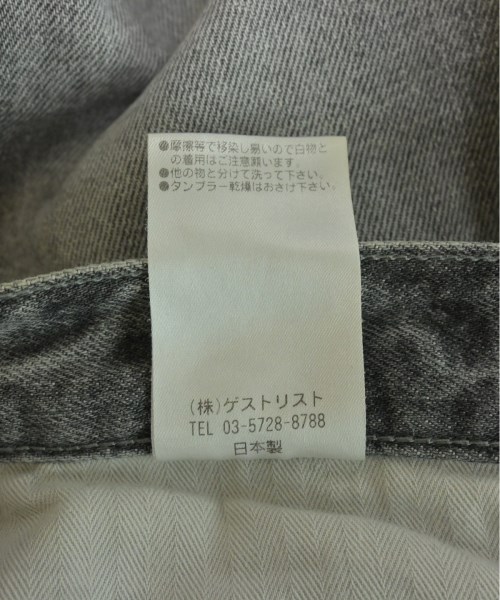 ●摩擦等で移染し易いので白物と
の着用はご注意願います。
●他の物と分けて洗って下さい。
●タンブラー乾燥はおさけ下さい。
(株)ゲストリスト
TEL 03-5728-8788
日本製